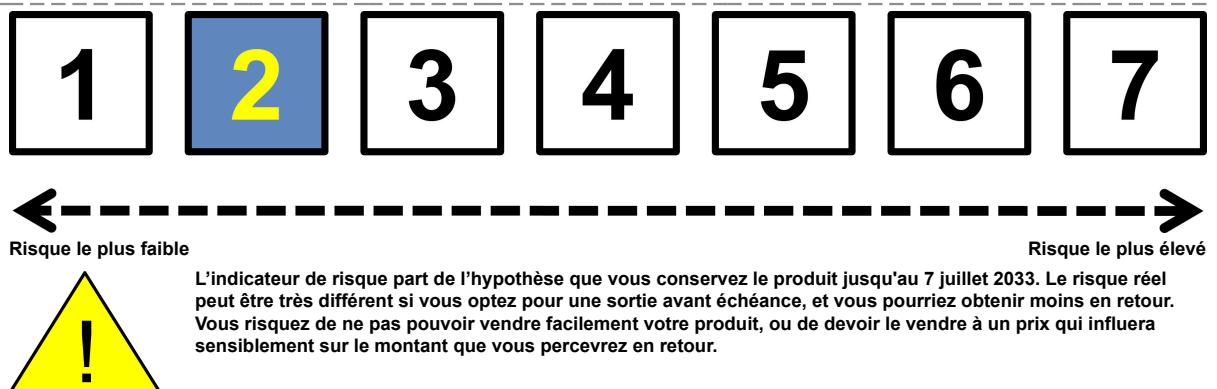 1 2 3 4 5 6 7
Risque le plus faible Risque le plus élevé
L’indicateur de risque part de l’hypothèse que vous conservez le produit jusqu'au 7 juillet 2033. Le risque réel
peut être très différent si vous optez pour une sortie avant échéance, et vous pourriez obtenir moins en retour.
Vous risquez de ne pas pouvoir vendre facilement votre produit, ou de devoir le vendre à un prix qui influera
sensiblement sur le montant que vous percevrez en retour.
!